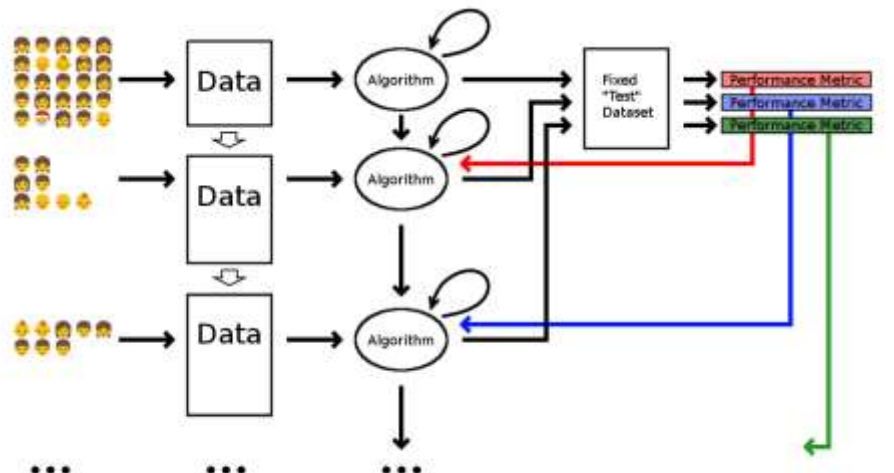 Data
Algorithm
Fixed
"Test"
Dataset
Performance Metric
Performance Metric
Performance Metric
Data
Algorithm
Data
Algorithm
... ... ...